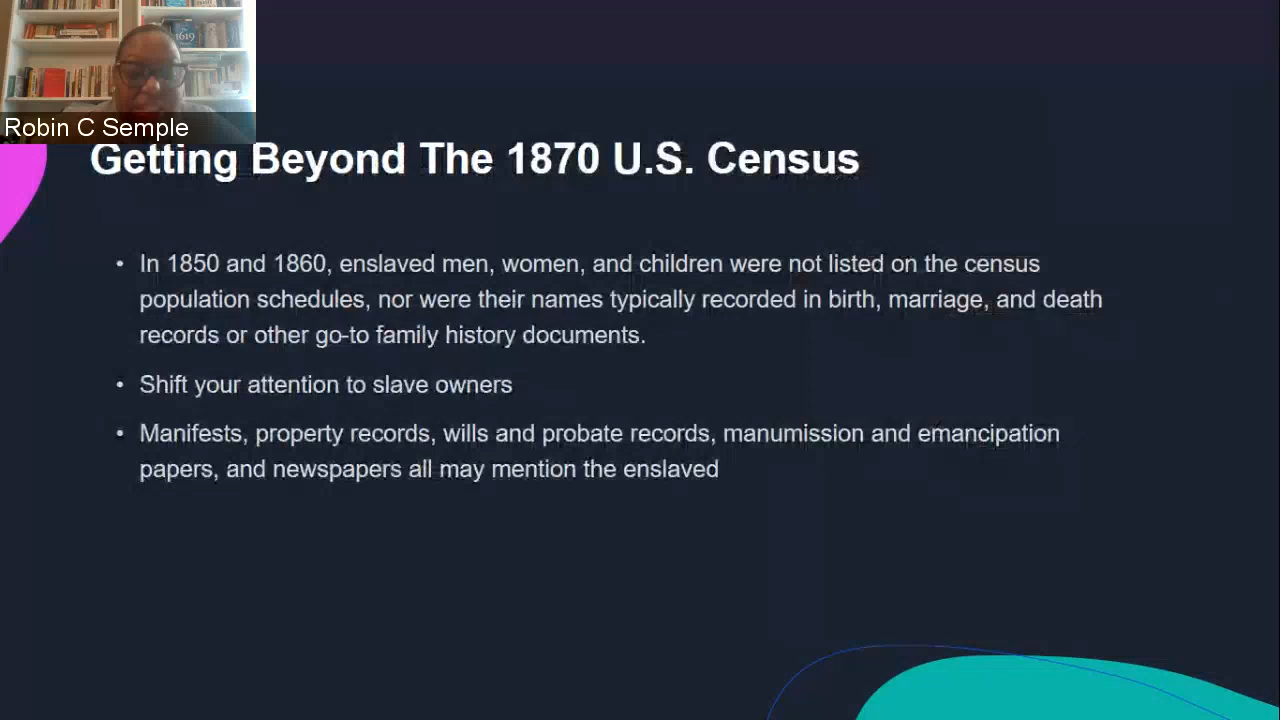 1619
Robin C Semple
Getting Beyond The 1870 U.S. Census
• In 1850 and 1860, enslaved men, women, and children were not listed on the census
population schedules, nor were their names typically recorded in birth, marriage, and death
records or other go-to family history documents.
• Shift your attention to slave owners
• Manifests, property records, wills and probate records, manumission and emancipation
papers, and newspapers all may mention the enslaved